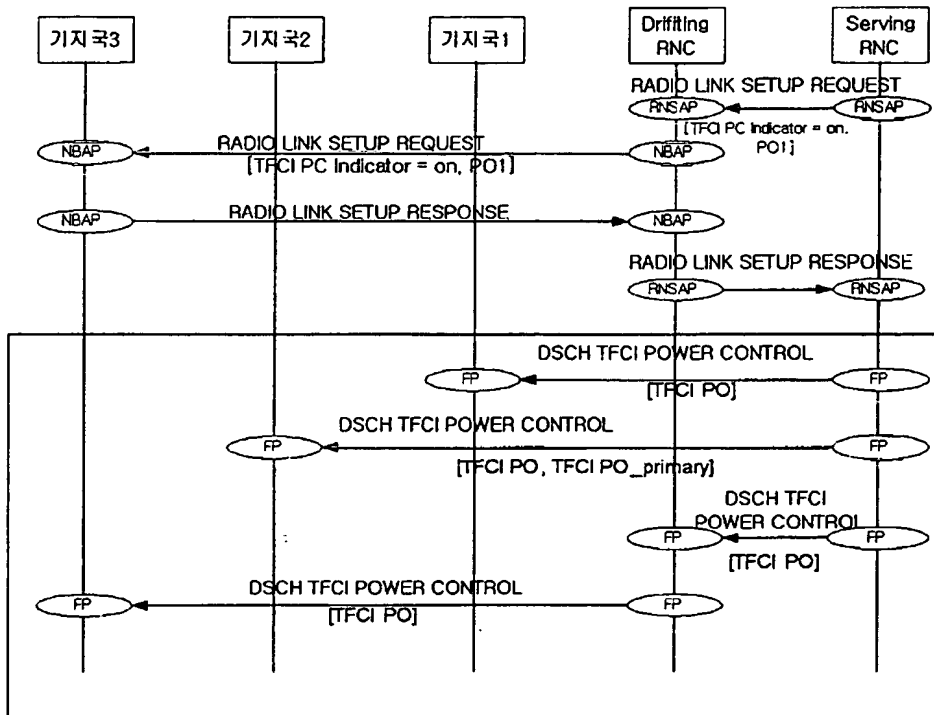 기지국3
기지국2
기지국1
Drifiting
RNC
Serving
RNC
RADIO LINK SETUP REQUEST
RNSAP
RNSAP
[TFCI PC Indicator = on,
PO1]
RADIO LINK SETUP REQUEST
NBAP
NBAP
[TFCI PC Indicator = on, PO1]
RADIO LINK SETUP RESPONSE
NBAP
NBAP
RADIO LINK SETUP RESPONSE
RNSAP
RNSAP
DSCH TFCI POWER CONTROL
FP
FP
[TFCI PO]
DSCH TFCI POWER CONTROL
FP
FP
[TFCI PO, TFCI PO_primary]
DSCH TFCI
POWER CONTROL
FP
FP
[TFCI PO]
DSCH TFCI POWER CONTROL
FP
FP
[TFCI PO]